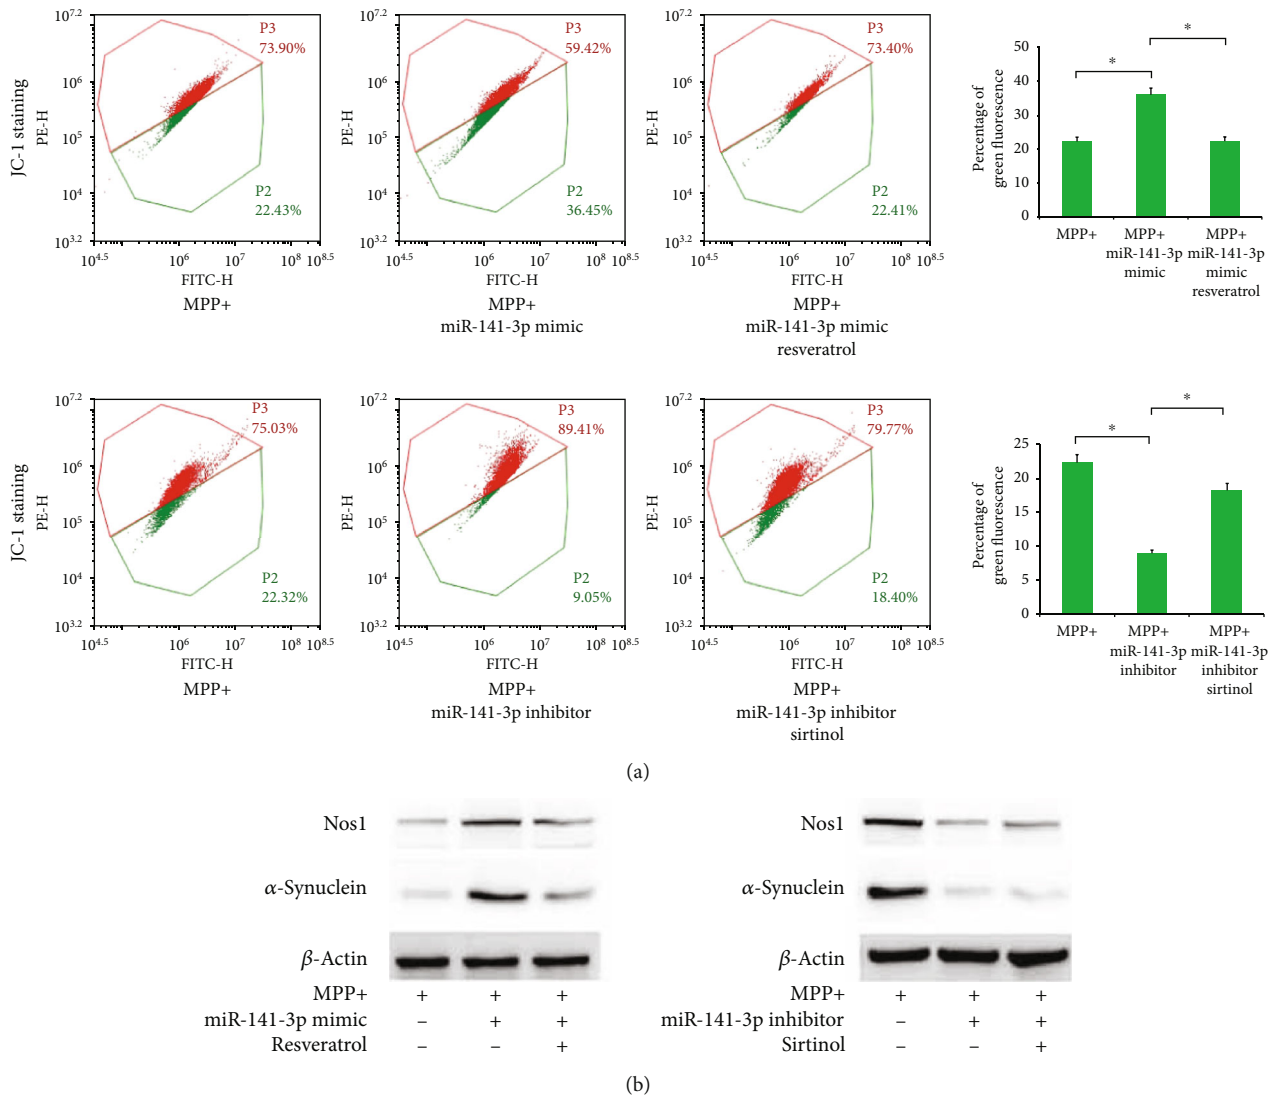 JC-1 staining
PE-H
10^7.2
10^6
10^5
10^4
10^3.2
P3
73.90%
P2
22.43%
10^4.5 10^6 10^7 10^8 10^8.5
FITC-H
MPP+
PE-H
10^7.2
10^6
10^5
10^4
10^3.2
P3
59.42%
P2
36.45%
10^4.5 10^6 10^7 10^8 10^8.5
FITC-H
MPP+
miR-141-3p mimic
PE-H
10^7.2
10^6
10^5
10^4
10^3.2
P3
73.40%
P2
22.41%
10^4.5 10^6 10^7 10^8 10^8.5
FITC-H
MPP+
miR-141-3p mimic
resveratrol
Percentage of
green fluorescence
50
40
30
20
10
0
*
*
MPP+
MPP+
miR-141-3p
mimic
MPP+
miR-141-3p
mimic
resveratrol
JC-1 staining
PE-H
10^7.2
10^6
10^5
10^4
10^3.2
P3
75.03%
P2
22.32%
10^4.5 10^6 10^7 10^8 10^8.5
FITC-H
MPP+
PE-H
10^7.2
10^6
10^5
10^4
10^3.2
P3
89.41%
P2
9.05%
10^4.5 10^6 10^7 10^8 10^8.5
FITC-H
MPP+
miR-141-3p inhibitor
PE-H
10^7.2
10^6
10^5
10^4
10^3.2
P3
79.77%
P2
18.40%
10^4.5 10^6 10^7 10^8 10^8.5
FITC-H
MPP+
miR-141-3p inhibitor
sirtinol
Percentage of
green fluorescence
25
20
15
10
5
0
*
*
MPP+
MPP+
miR-141-3p
inhibitor
MPP+
miR-141-3p
inhibitor
sirtinol
(a)
Nos1
α-Synuclein
β-Actin
MPP+ + + +
miR-141-3p mimic – + +
Resveratrol – – +
Nos1
α-Synuclein
β-Actin
MPP+ + + +
miR-141-3p inhibitor – + +
Sirtinol – – +
(b)